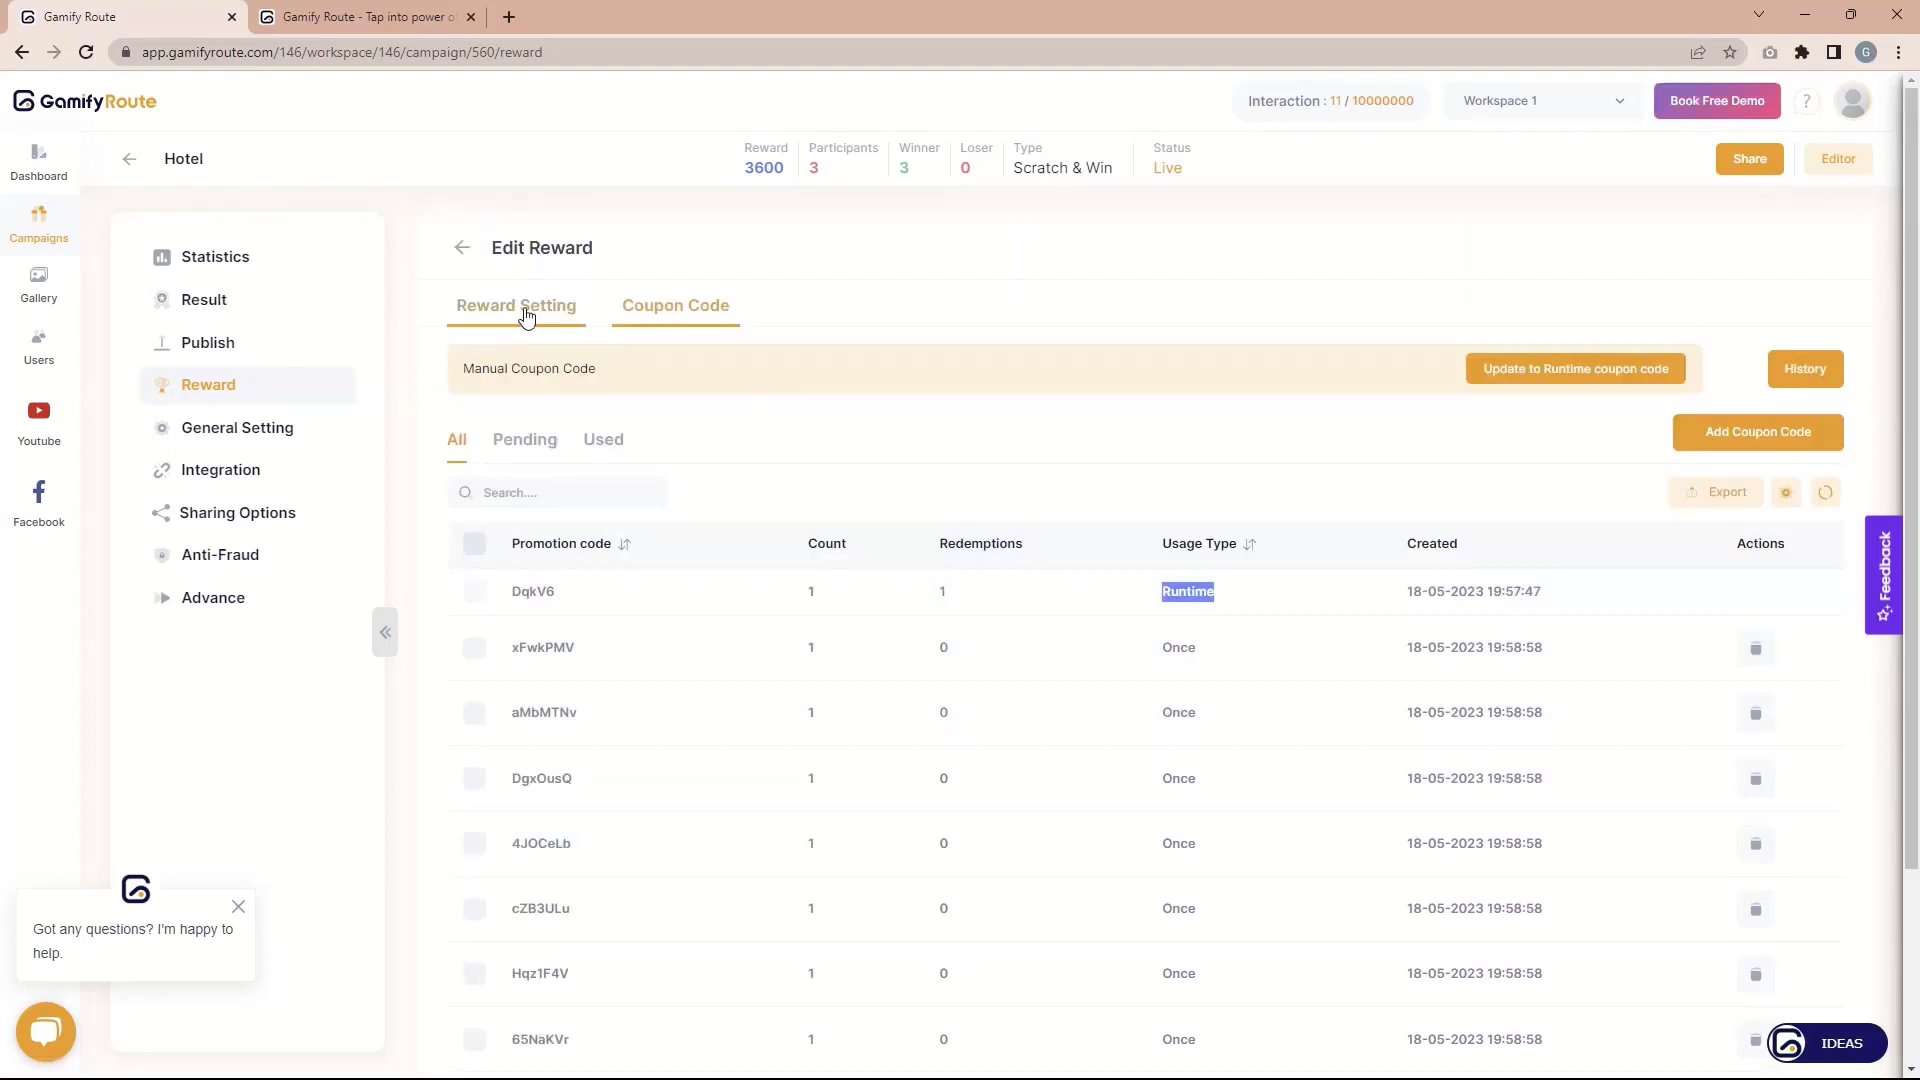 Gamify Route
Gamify Route - Tap into power o
app.gamifyroute.com/146/workspace/146/campaign/560/reward
G
GamifyRoute
Interaction : 11 / 10000000
Workspace 1
Book Free Demo
?
Dashboard
Campaigns
Gallery
Users
Youtube
Facebook
Hotel
Reward
3600
Participants
3
Winner
3
Loser
0
Type
Scratch & Win
Status
Live
Share
Editor
Statistics
Result
Publish
Reward
General Setting
Integration
Sharing Options
Anti-Fraud
Advance
Edit Reward
Reward Setting
Coupon Code
Manual Coupon Code
Update to Runtime coupon code
History
All
Pending
Used
Add Coupon Code
Search....
Export
Promotion code Count Redemptions Usage Type Created Actions
DqkV6 1 1 Runtime 18-05-2023 19:57:47
xFwkPMV 1 0 Once 18-05-2023 19:58:58
aMbMTNv 1 0 Once 18-05-2023 19:58:58
DgxOusQ 1 0 Once 18-05-2023 19:58:58
4JOCeLb 1 0 Once 18-05-2023 19:58:58
cZB3ULu 1 0 Once 18-05-2023 19:58:58
Hqz1F4V 1 0 Once 18-05-2023 19:58:58
65NaKVr 1 0 Once 18-05-2023 19:58:58
Feedback
Got any questions? I'm happy to
help.
IDEAS